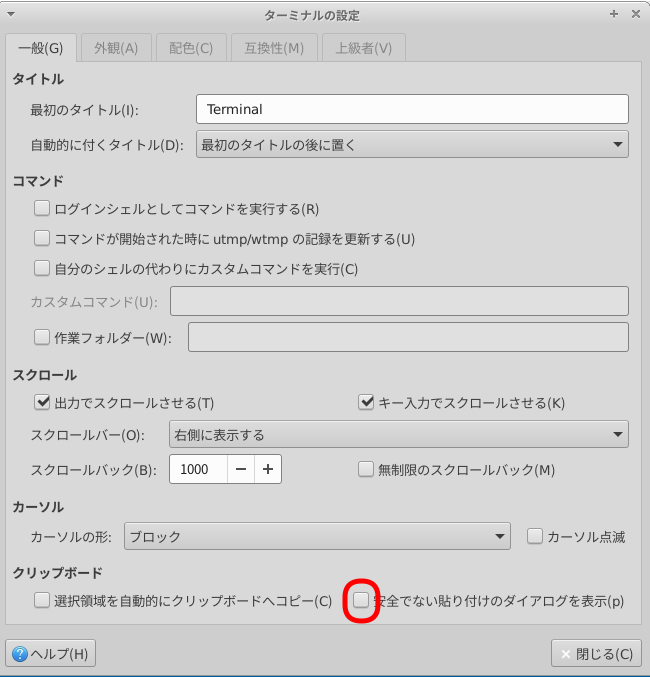 ターミナルの設定
一般(G) 外観(A) 配色(C) 互換性(M) 上級者(V)
タイトル
最初のタイトル(I): Terminal
自動的に付くタイトル(D): 最初のタイトルの後に置く
コマンド
ログインシェルとしてコマンドを実行する(R)
コマンドが開始された時に utmp/wtmp の記録を更新する(U)
自分のシェルの代わりにカスタムコマンドを実行(C)
カスタムコマンド(U):
作業フォルダー(W):
スクロール
出力でスクロールさせる(T) キー入力でスクロールさせる(K)
スクロールバー(O): 右側に表示する
スクロールバック(B): 1000 無制限のスクロールバック(M)
カーソル
カーソルの形: ブロック カーソル点滅
クリップボード
選択領域を自動的にクリップボードへコピー(C) 安全でない貼り付けのダイアログを表示(p)
ヘルプ(H) 閉じる(C)